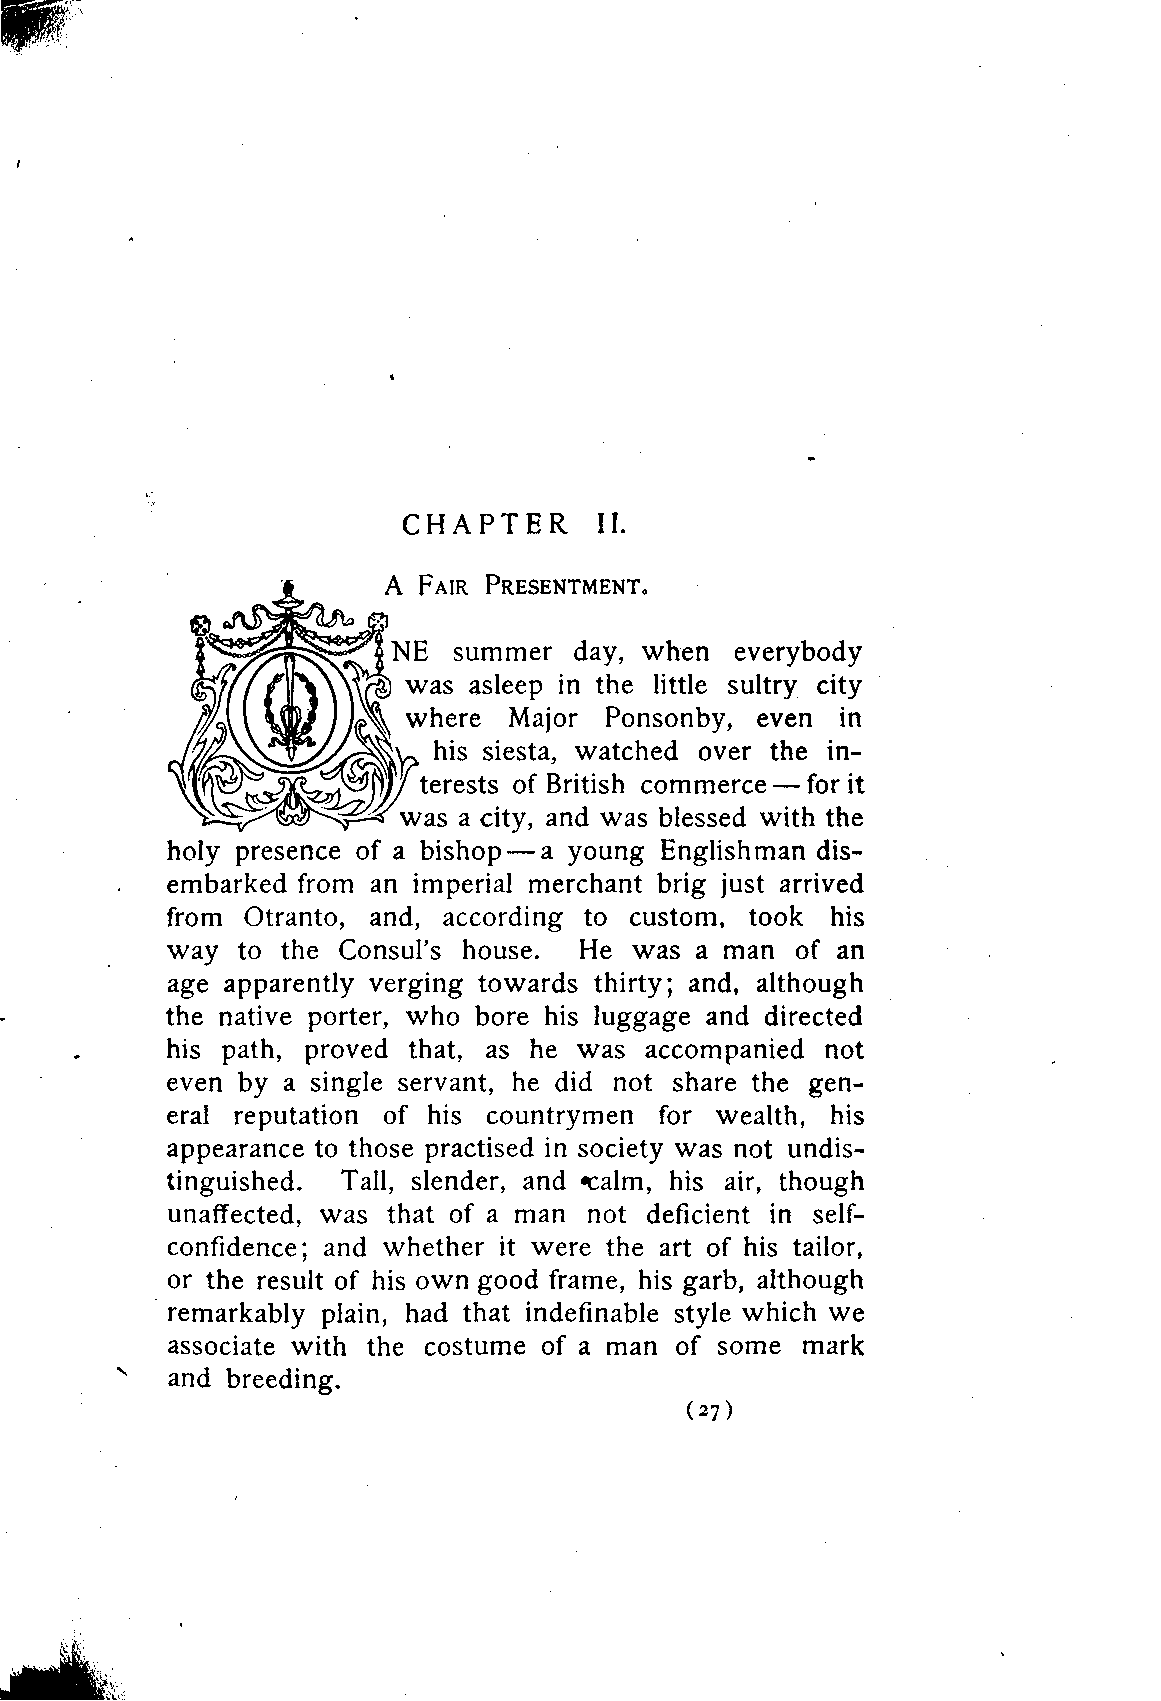 CHAPTER II.
A FAIR PRESENTMENT.
ONE summer day, when everybody
was asleep in the little sultry city
where Major Ponsonby, even in
his siesta, watched over the in-
terests of British commerce—for it
was a city, and was blessed with the
holy presence of a bishop—a young Englishman dis-
embarked from an imperial merchant brig just arrived
from Otranto, and, according to custom, took his
way to the Consul's house. He was a man of an
age apparently verging towards thirty; and, although
the native porter, who bore his luggage and directed
his path, proved that, as he was accompanied not
even by a single servant, he did not share the gen-
eral reputation of his countrymen for wealth, his
appearance to those practised in society was not undis-
tinguished. Tall, slender, and calm, his air, though
unaffected, was that of a man not deficient in self-
confidence; and whether it were the art of his tailor,
or the result of his own good frame, his garb, although
remarkably plain, had that indefinable style which we
associate with the costume of a man of some mark
and breeding.
(27)